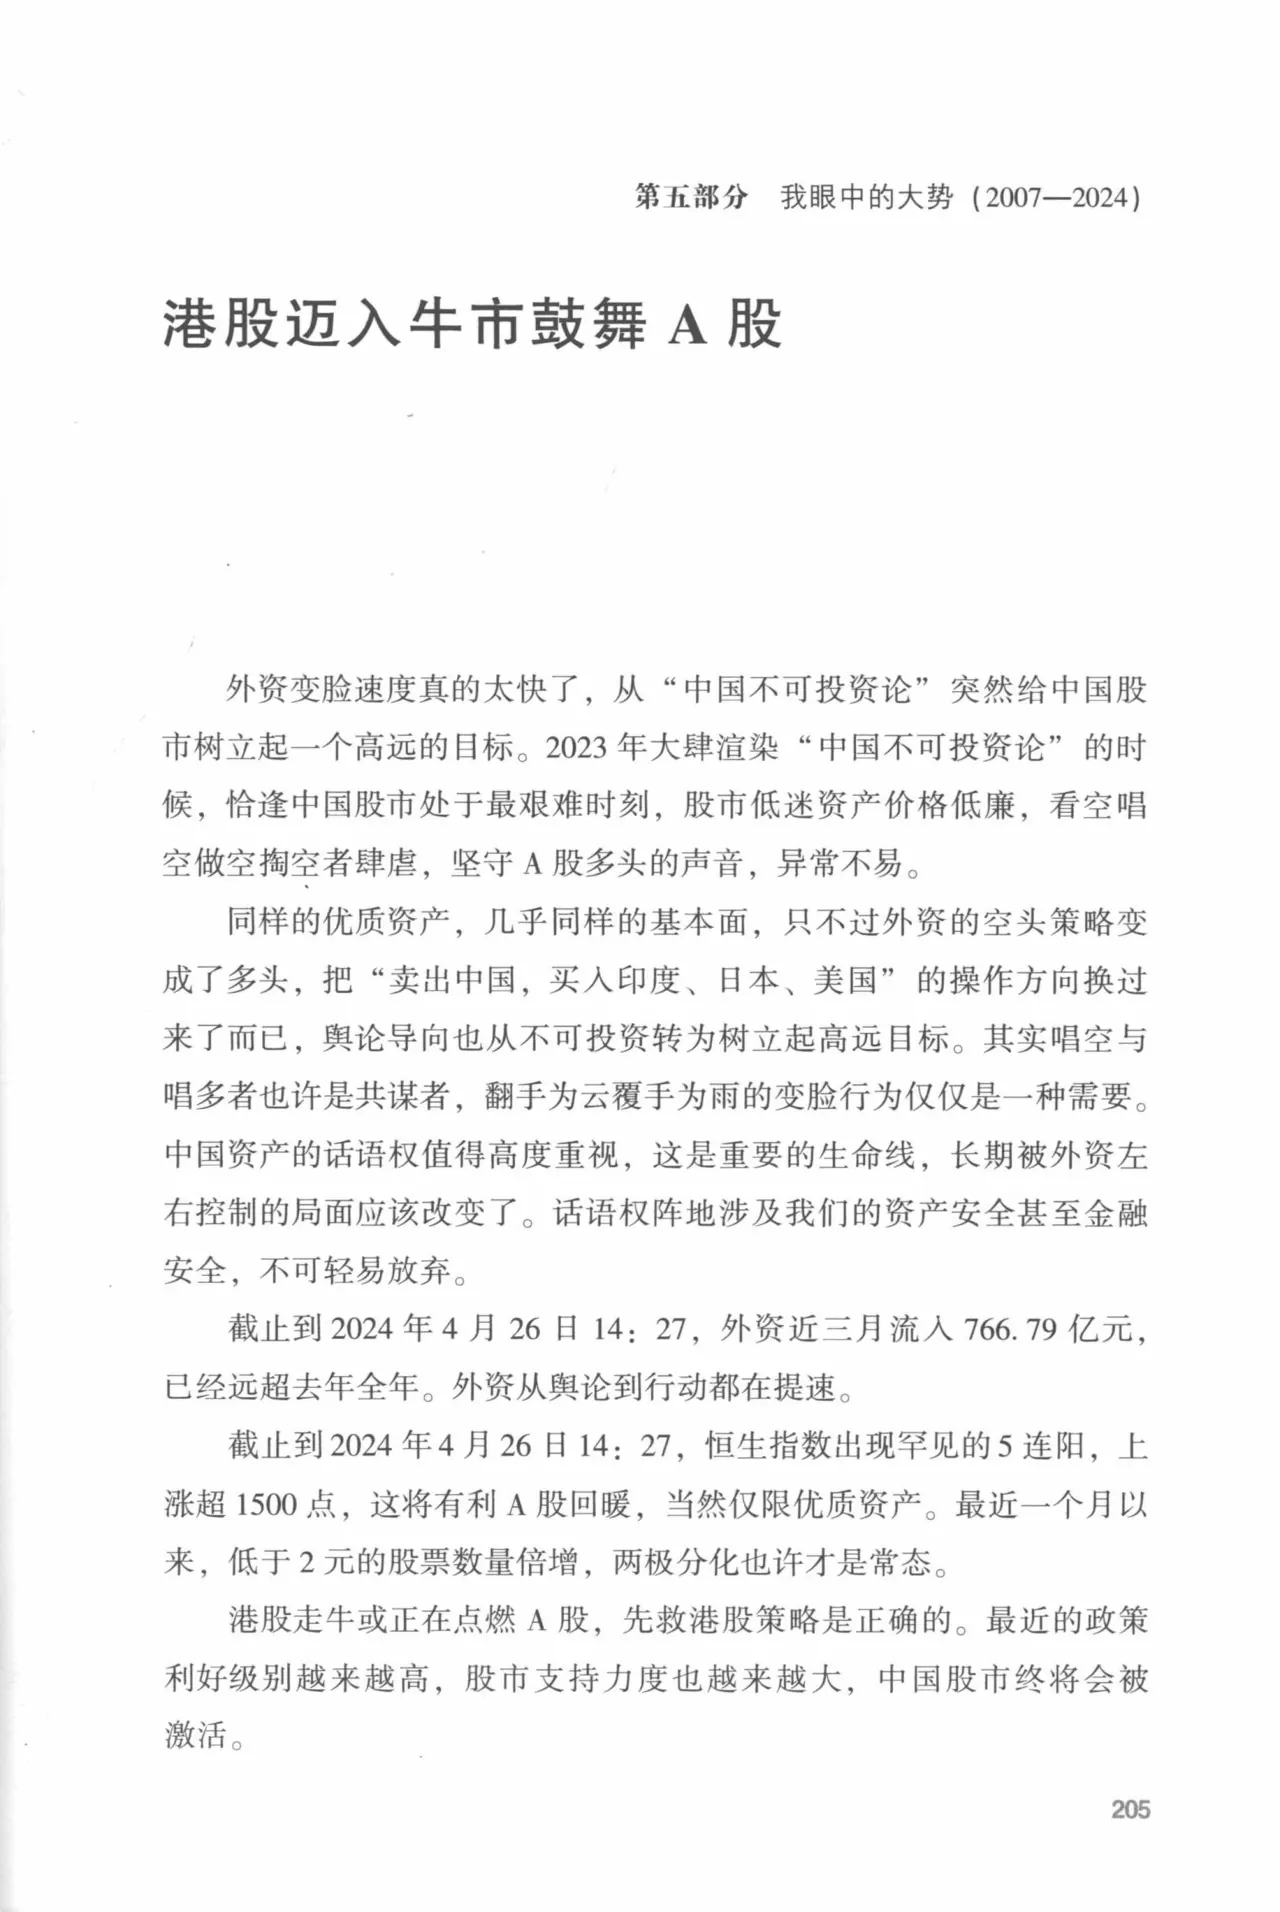 第五部分 我眼中的大势（2007—2024）
港股迈入牛市鼓舞 A 股
外资变脸速度真的太快了，从“中国不可投资论”突然给中国股
市树立起一个高远的目标。2023 年大肆渲染“中国不可投资论”的时
候，恰逢中国股市处于最艰难时刻，股市低迷资产价格低廉，看空唱
空做空掏空者肆虐，坚守 A 股多头的声音，异常不易。
同样的优质资产，几乎同样的基本面，只不过外资的空头策略变
成了多头，把“卖出中国，买入印度、日本、美国”的操作方向换过
来了而已，舆论导向也从不可投资转为树立起高远目标。其实唱空与
唱多者也许是共谋者，翻手为云覆手为雨的变脸行为仅仅是一种需要。
中国资产的话语权值得高度重视，这是重要的生命线，长期被外资左
右控制的局面应该改变了。话语权阵地涉及我们的资产安全甚至金融
安全，不可轻易放弃。
截止到 2024 年 4 月 26 日 14：27，外资近三月流入 766.79 亿元，
已经远超去年全年。外资从舆论到行动都在提速。
截止到 2024 年 4 月 26 日 14：27，恒生指数出现罕见的 5 连阳，上
涨超 1500 点，这将有利 A 股回暖，当然仅限优质资产。最近一个月以
来，低于 2 元的股票数量倍增，两极分化也许才是常态。
港股走牛或正在点燃 A 股，先救港股策略是正确的。最近的政策
利好级别越来越高，股市支持力度也越来越大，中国股市终将会被
激活。
205